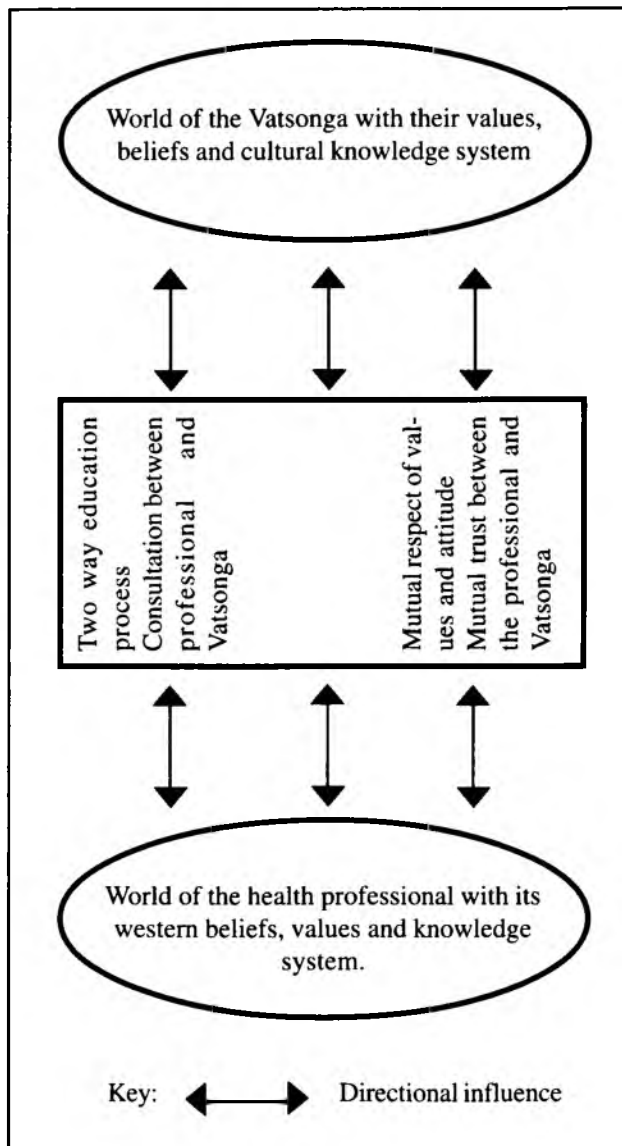 World of the Vatsonga with their values,
beliefs and cultural knowledge system
Two way education
process
Consultation between
professional and
Vatsonga
Mutual respect of val-
ues and attitude
Mutual trust between
the professional and
Vatsonga
World of the health professional with its
western beliefs, values and knowledge
system.
Key: Directional influence